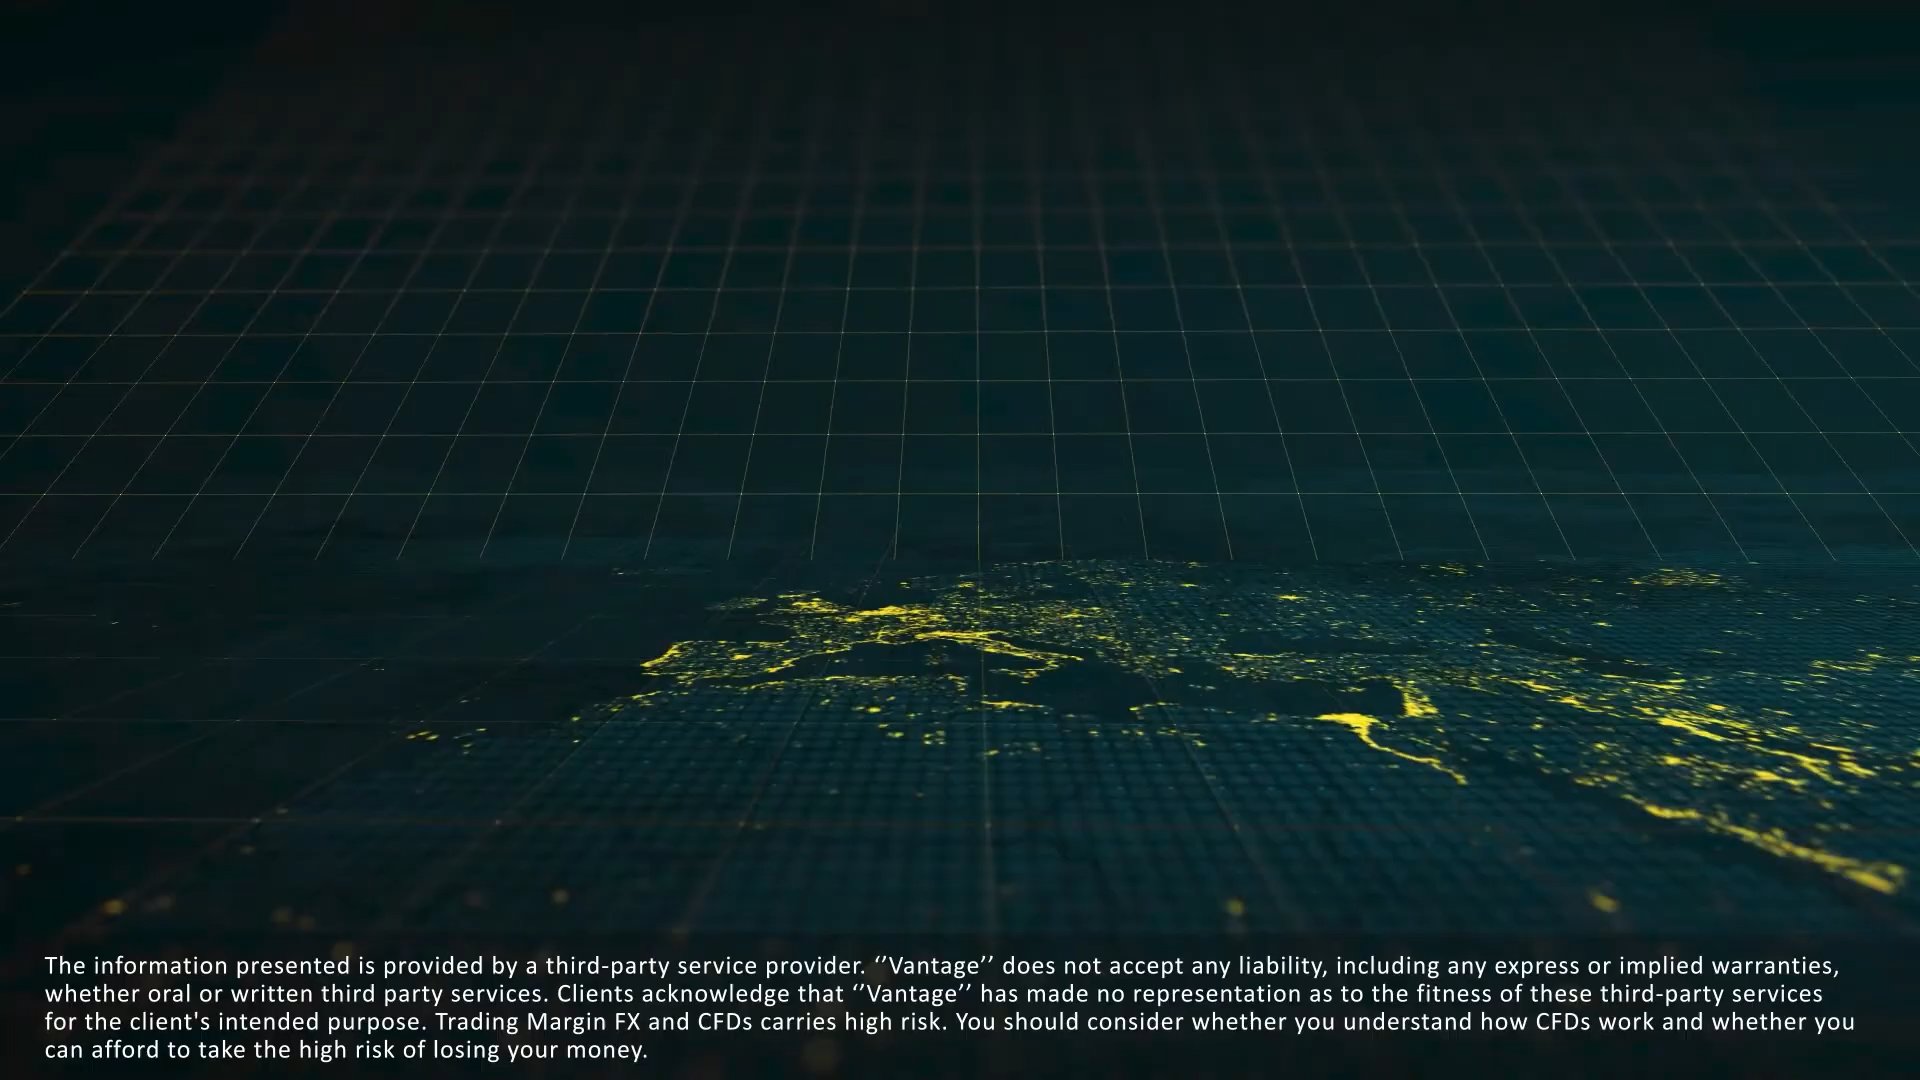 The information presented is provided by a third-party service provider. ‘’Vantage’’ does not accept any liability, including any express or implied warranties,
whether oral or written third party services. Clients acknowledge that ‘’Vantage’’ has made no representation as to the fitness of these third-party services
for the client's intended purpose. Trading Margin FX and CFDs carries high risk. You should consider whether you understand how CFDs work and whether you
can afford to take the high risk of losing your money.